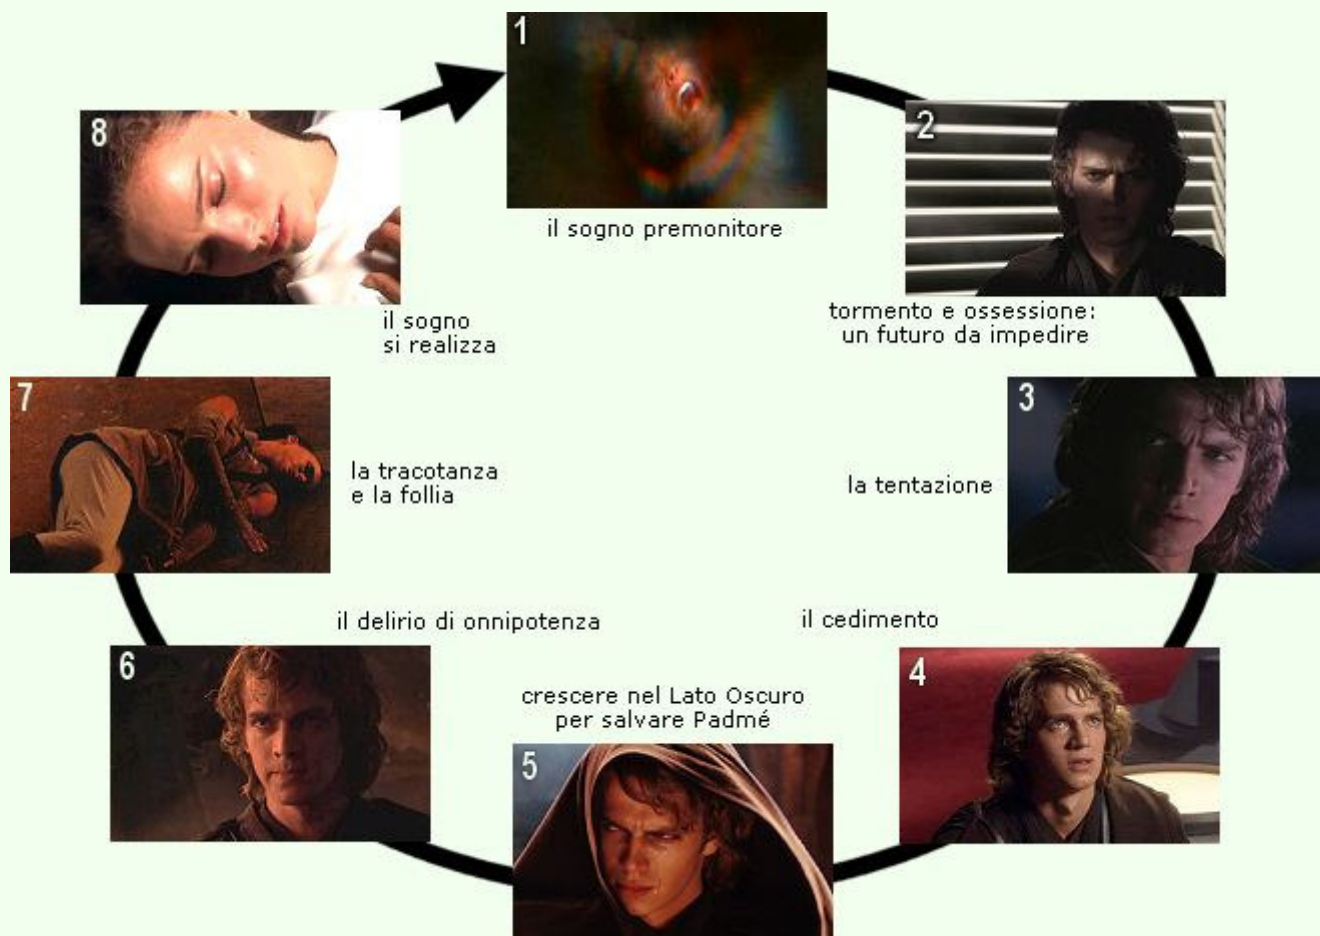 1
il sogno premonitore
2
tormento e ossessione:
un futuro da impedire
3
la tentazione
4
il cedimento
5
crescere nel Lato Oscuro
per salvare Padmé
6
il delirio di onnipotenza
7
la tracotanza
e la follia
8
il sogno
si realizza